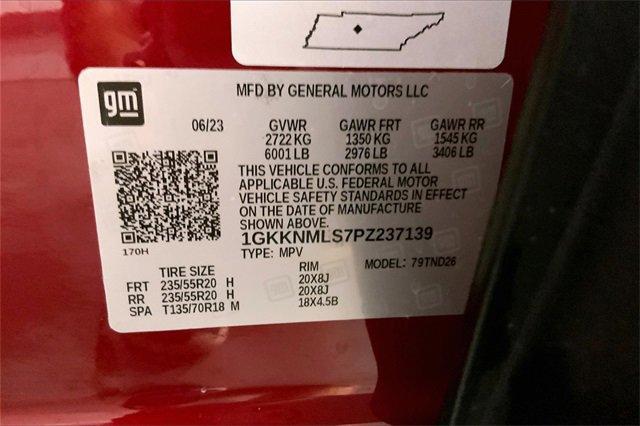 gm
MFD BY GENERAL MOTORS LLC
06/23 GVWR GAWR FRT GAWR RR
2722 KG 1350 KG 1545 KG
6001 LB 2976 LB 3406 LB
THIS VEHICLE CONFORMS TO ALL
APPLICABLE U.S. FEDERAL MOTOR
VEHICLE SAFETY STANDARDS IN EFFECT
ON THE DATE OF MANUFACTURE
SHOWN ABOVE.
1GKKNMLS7PZ237139
170H
TYPE: MPV MODEL: 79TND26
TIRE SIZE RIM
FRT 235/55R20 H 20X8J
RR 235/55R20 H 20X8J
SPA T135/70R18 M 18X4.5B